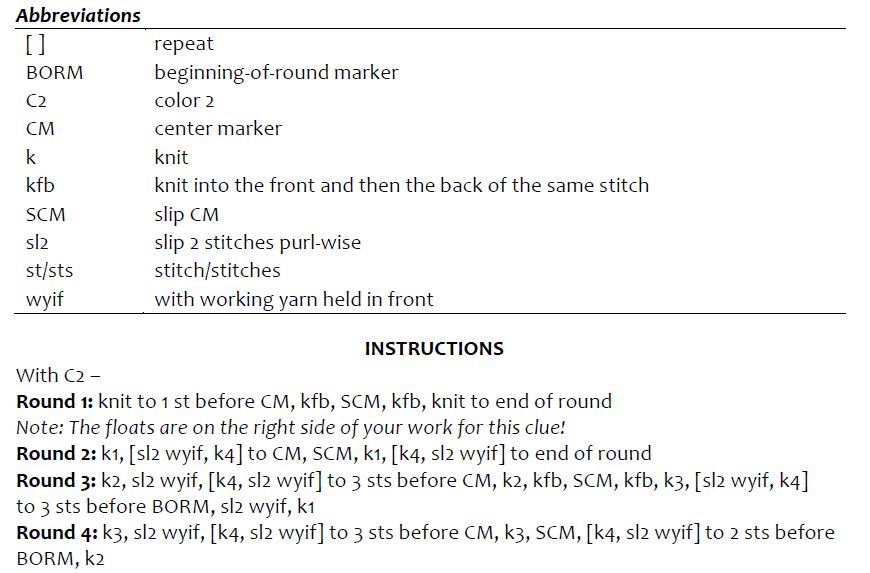 Abbreviations
[ ] repeat
BORM beginning-of-round marker
C2 color 2
CM center marker
k knit
kfb knit into the front and then the back of the same stitch
SCM slip CM
sl2 slip 2 stitches purl-wise
st/sts stitch/stitches
wyif with working yarn held in front
INSTRUCTIONS
With C2 –
Round 1: knit to 1 st before CM, kfb, SCM, kfb, knit to end of round
Note: The floats are on the right side of your work for this clue!
Round 2: k1, [sl2 wyif, k4] to CM, SCM, k1, [k4, sl2 wyif] to end of round
Round 3: k2, sl2 wyif, [k4, sl2 wyif] to 3 sts before CM, k2, kfb, SCM, kfb, k3, [sl2 wyif, k4]
to 3 sts before BORM, sl2 wyif, k1
Round 4: k3, sl2 wyif, [k4, sl2 wyif] to 3 sts before CM, k3, SCM, [k4, sl2 wyif] to 2 sts before
BORM, k2